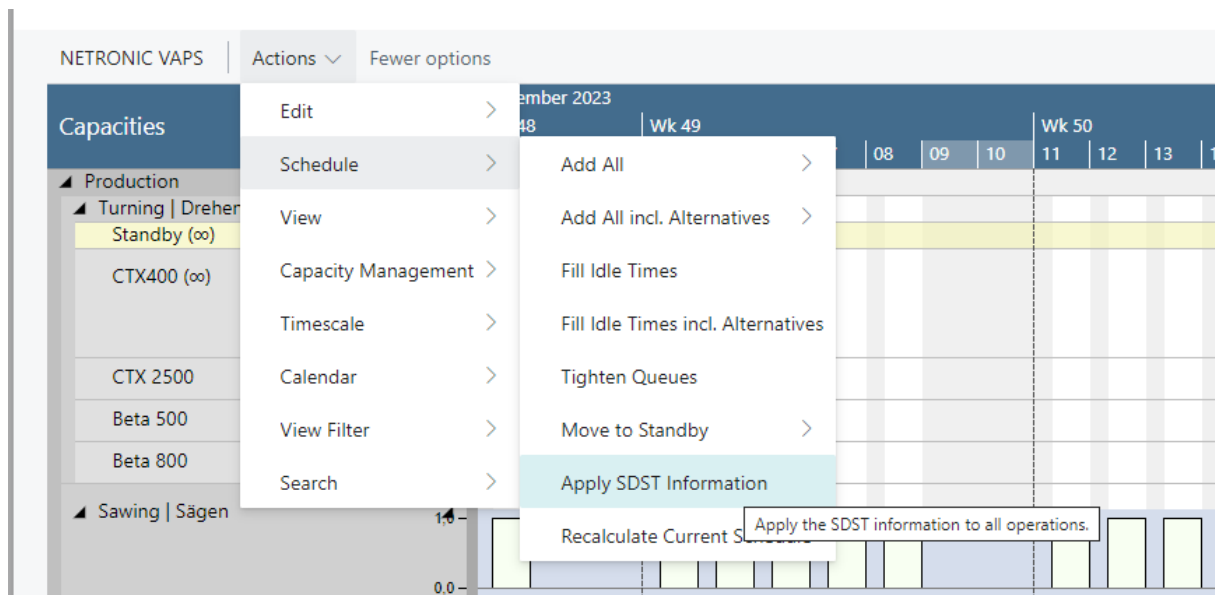 NETRONIC VAPS
Actions
Fewer options
Capacities
ember 2023
48
Wk 49
Wk 50
08 09 10 11 12 13
Production
Turning | Drehen
Standby (∞)
CTX400 (∞)
CTX 2500
Beta 500
Beta 800
Sawing | Sägen
1,0
0.0
Edit
Schedule
View
Capacity Management
Timescale
Calendar
View Filter
Search
Add All
Add All incl. Alternatives
Fill Idle Times
Fill Idle Times incl. Alternatives
Tighten Queues
Move to Standby
Apply SDST Information
Recalculate Current Schedule
Apply the SDST information to all operations.